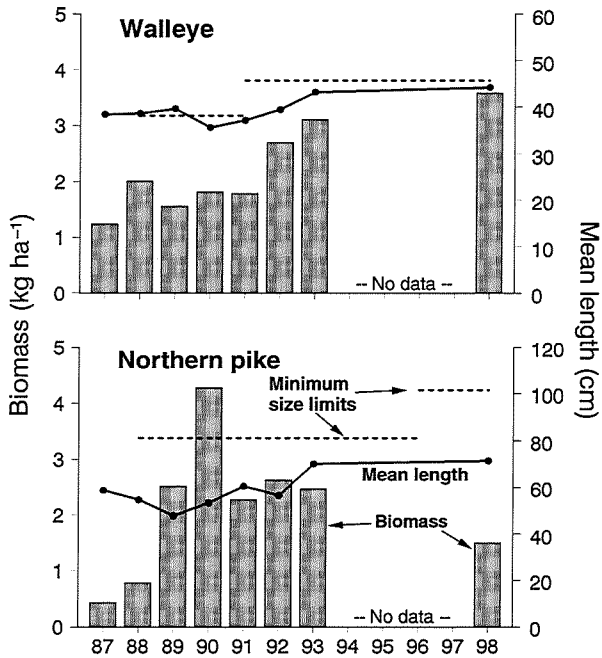 Walleye
5
4
3
2
1
0
60
50
40
30
20
10
0
-- No data --
Biomass (kg ha⁻¹)
Mean length (cm)
Northern pike
Minimum
size limits
Mean length
Biomass
-- No data --
5
4
3
2
1
0
120
100
80
60
40
20
0
87 88 89 90 91 92 93 94 95 96 97 98